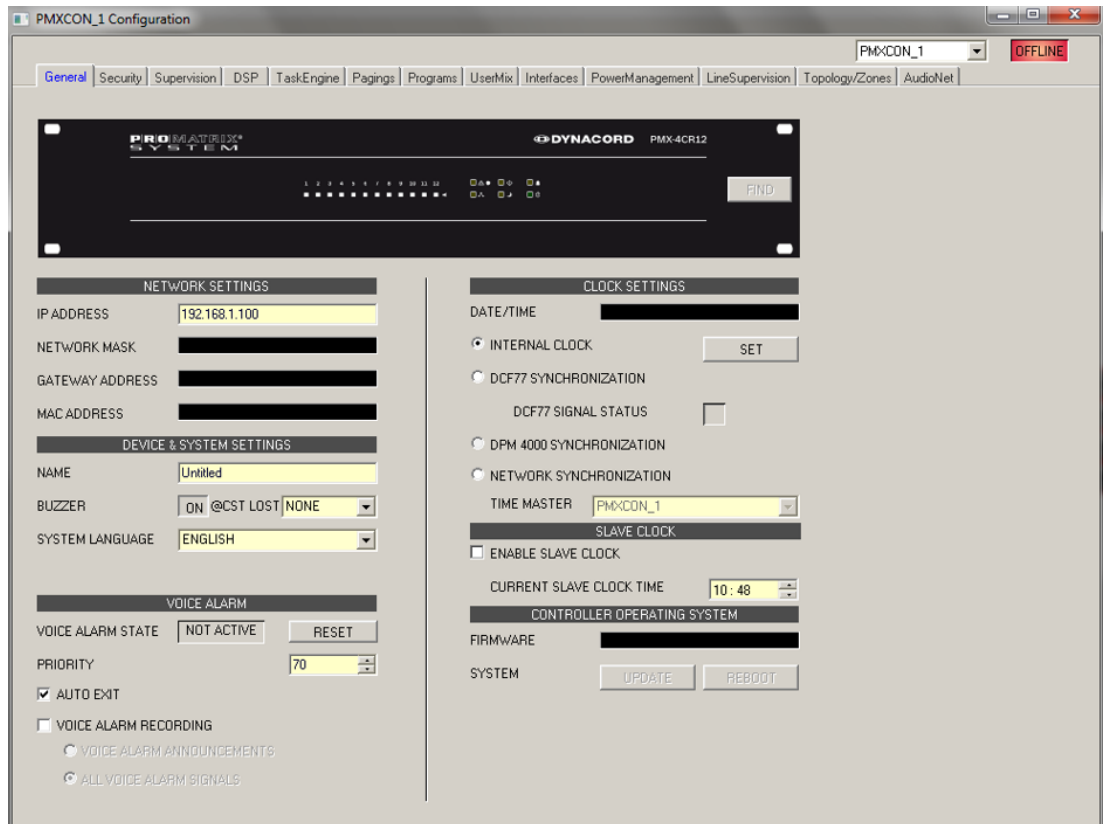 PMXCON_1 Configuration
PMXCON_1 OFFLINE
General Security Supervision DSP TaskEngine Pagings Programs UserMix Interfaces PowerManagement LineSupervision Topology/Zones AudioNet
PROMATRIX SYSTEM
DYNACORD PMX-4CR12
1 2 3 4 5 6 7 8 9 10 11 12
FIND
NETWORK SETTINGS
IP ADDRESS 192.168.1.100
NETWORK MASK
GATEWAY ADDRESS
MAC ADDRESS
DEVICE & SYSTEM SETTINGS
NAME Untitled
BUZZER ON @CST LOST NONE
SYSTEM LANGUAGE ENGLISH
VOICE ALARM
VOICE ALARM STATE NOT ACTIVE RESET
PRIORITY 70
AUTO EXIT
VOICE ALARM RECORDING
VOICE ALARM ANNOUNCEMENTS
ALL VOICE ALARM SIGNALS
CLOCK SETTINGS
DATE/TIME
INTERNAL CLOCK SET
DCF77 SYNCHRONIZATION
DCF77 SIGNAL STATUS
DPM 4000 SYNCHRONIZATION
NETWORK SYNCHRONIZATION
TIME MASTER PMXCON_1
SLAVE CLOCK
ENABLE SLAVE CLOCK
CURRENT SLAVE CLOCK TIME 10 : 48
CONTROLLER OPERATING SYSTEM
FIRMWARE
SYSTEM UPDATE REBOOT